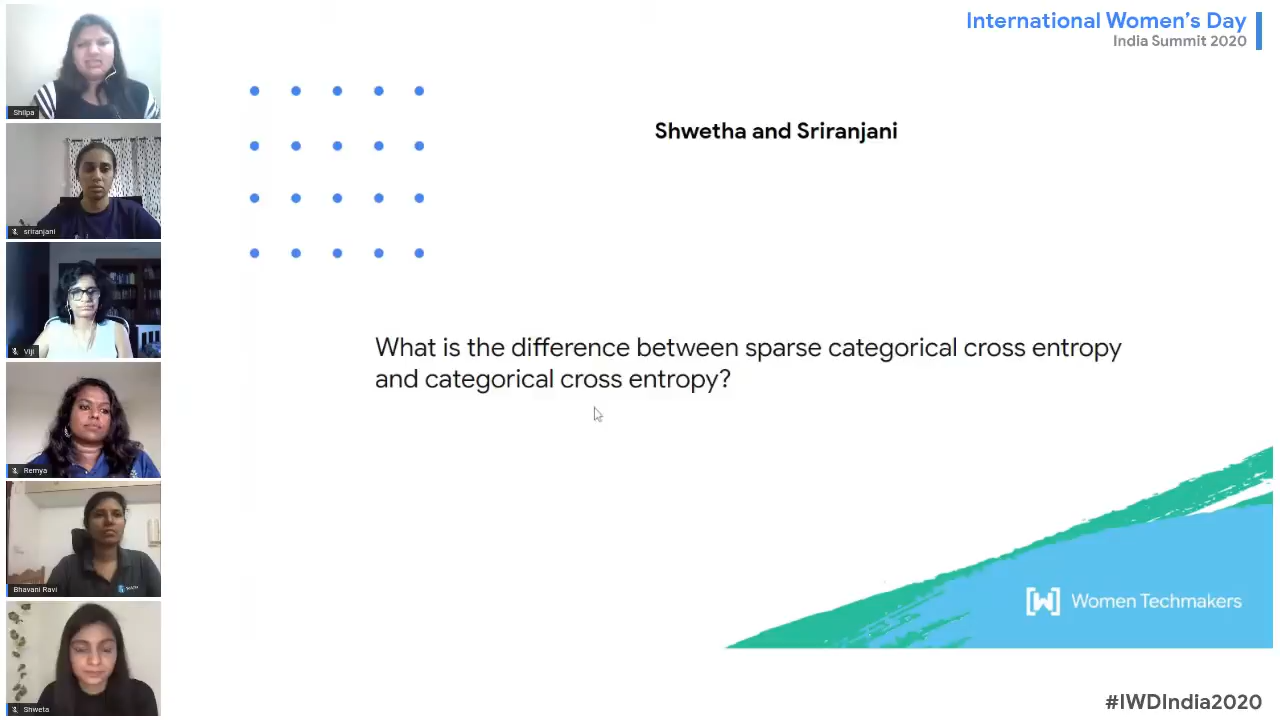 International Women's Day
India Summit 2020
Shilpa
Shwetha and Sriranjani
sriranjani
Viji
What is the difference between sparse categorical cross entropy
and categorical cross entropy?
Remya
Bhavani Ravi
[W] Women Techmakers
Shweta
#IWDIndia2020